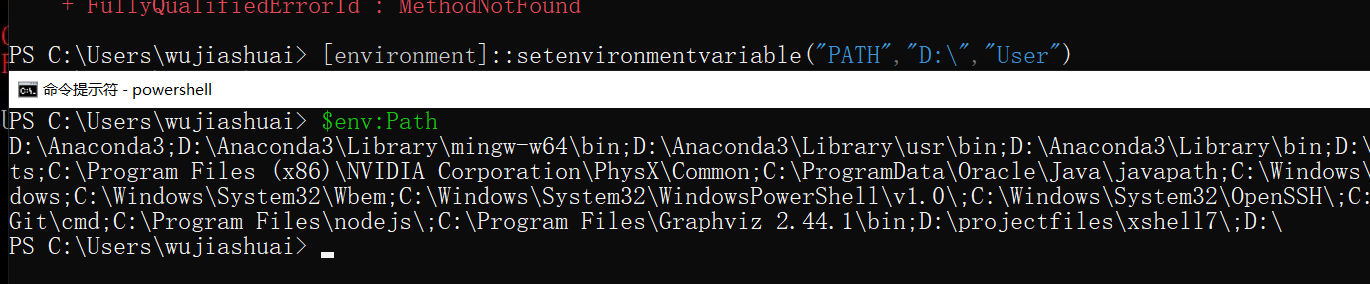 + FullyQualifiedErrorId : MethodNotFound
PS C:\Users\wujiashuai> [environment]::setenvironmentvariable("PATH","D:\","User")
命令提示符 - powershell
PS C:\Users\wujiashuai> $env:Path
D:\Anaconda3;D:\Anaconda3\Library\mingw-w64\bin;D:\Anaconda3\Library\usr\bin;D:\Anaconda3\Library\bin;D:\
ts;C:\Program Files (x86)\NVIDIA Corporation\PhysX\Common;C:\ProgramData\Oracle\Java\javapath;C:\Windows\
dows;C:\Windows\System32\Wbem;C:\Windows\System32\WindowsPowerShell\v1.0\;C:\Windows\System32\OpenSSH\;C:
Git\cmd;C:\Program Files\nodejs\;C:\Program Files\Graphviz 2.44.1\bin;D:\projectfiles\xshell7\;D:\
PS C:\Users\wujiashuai>